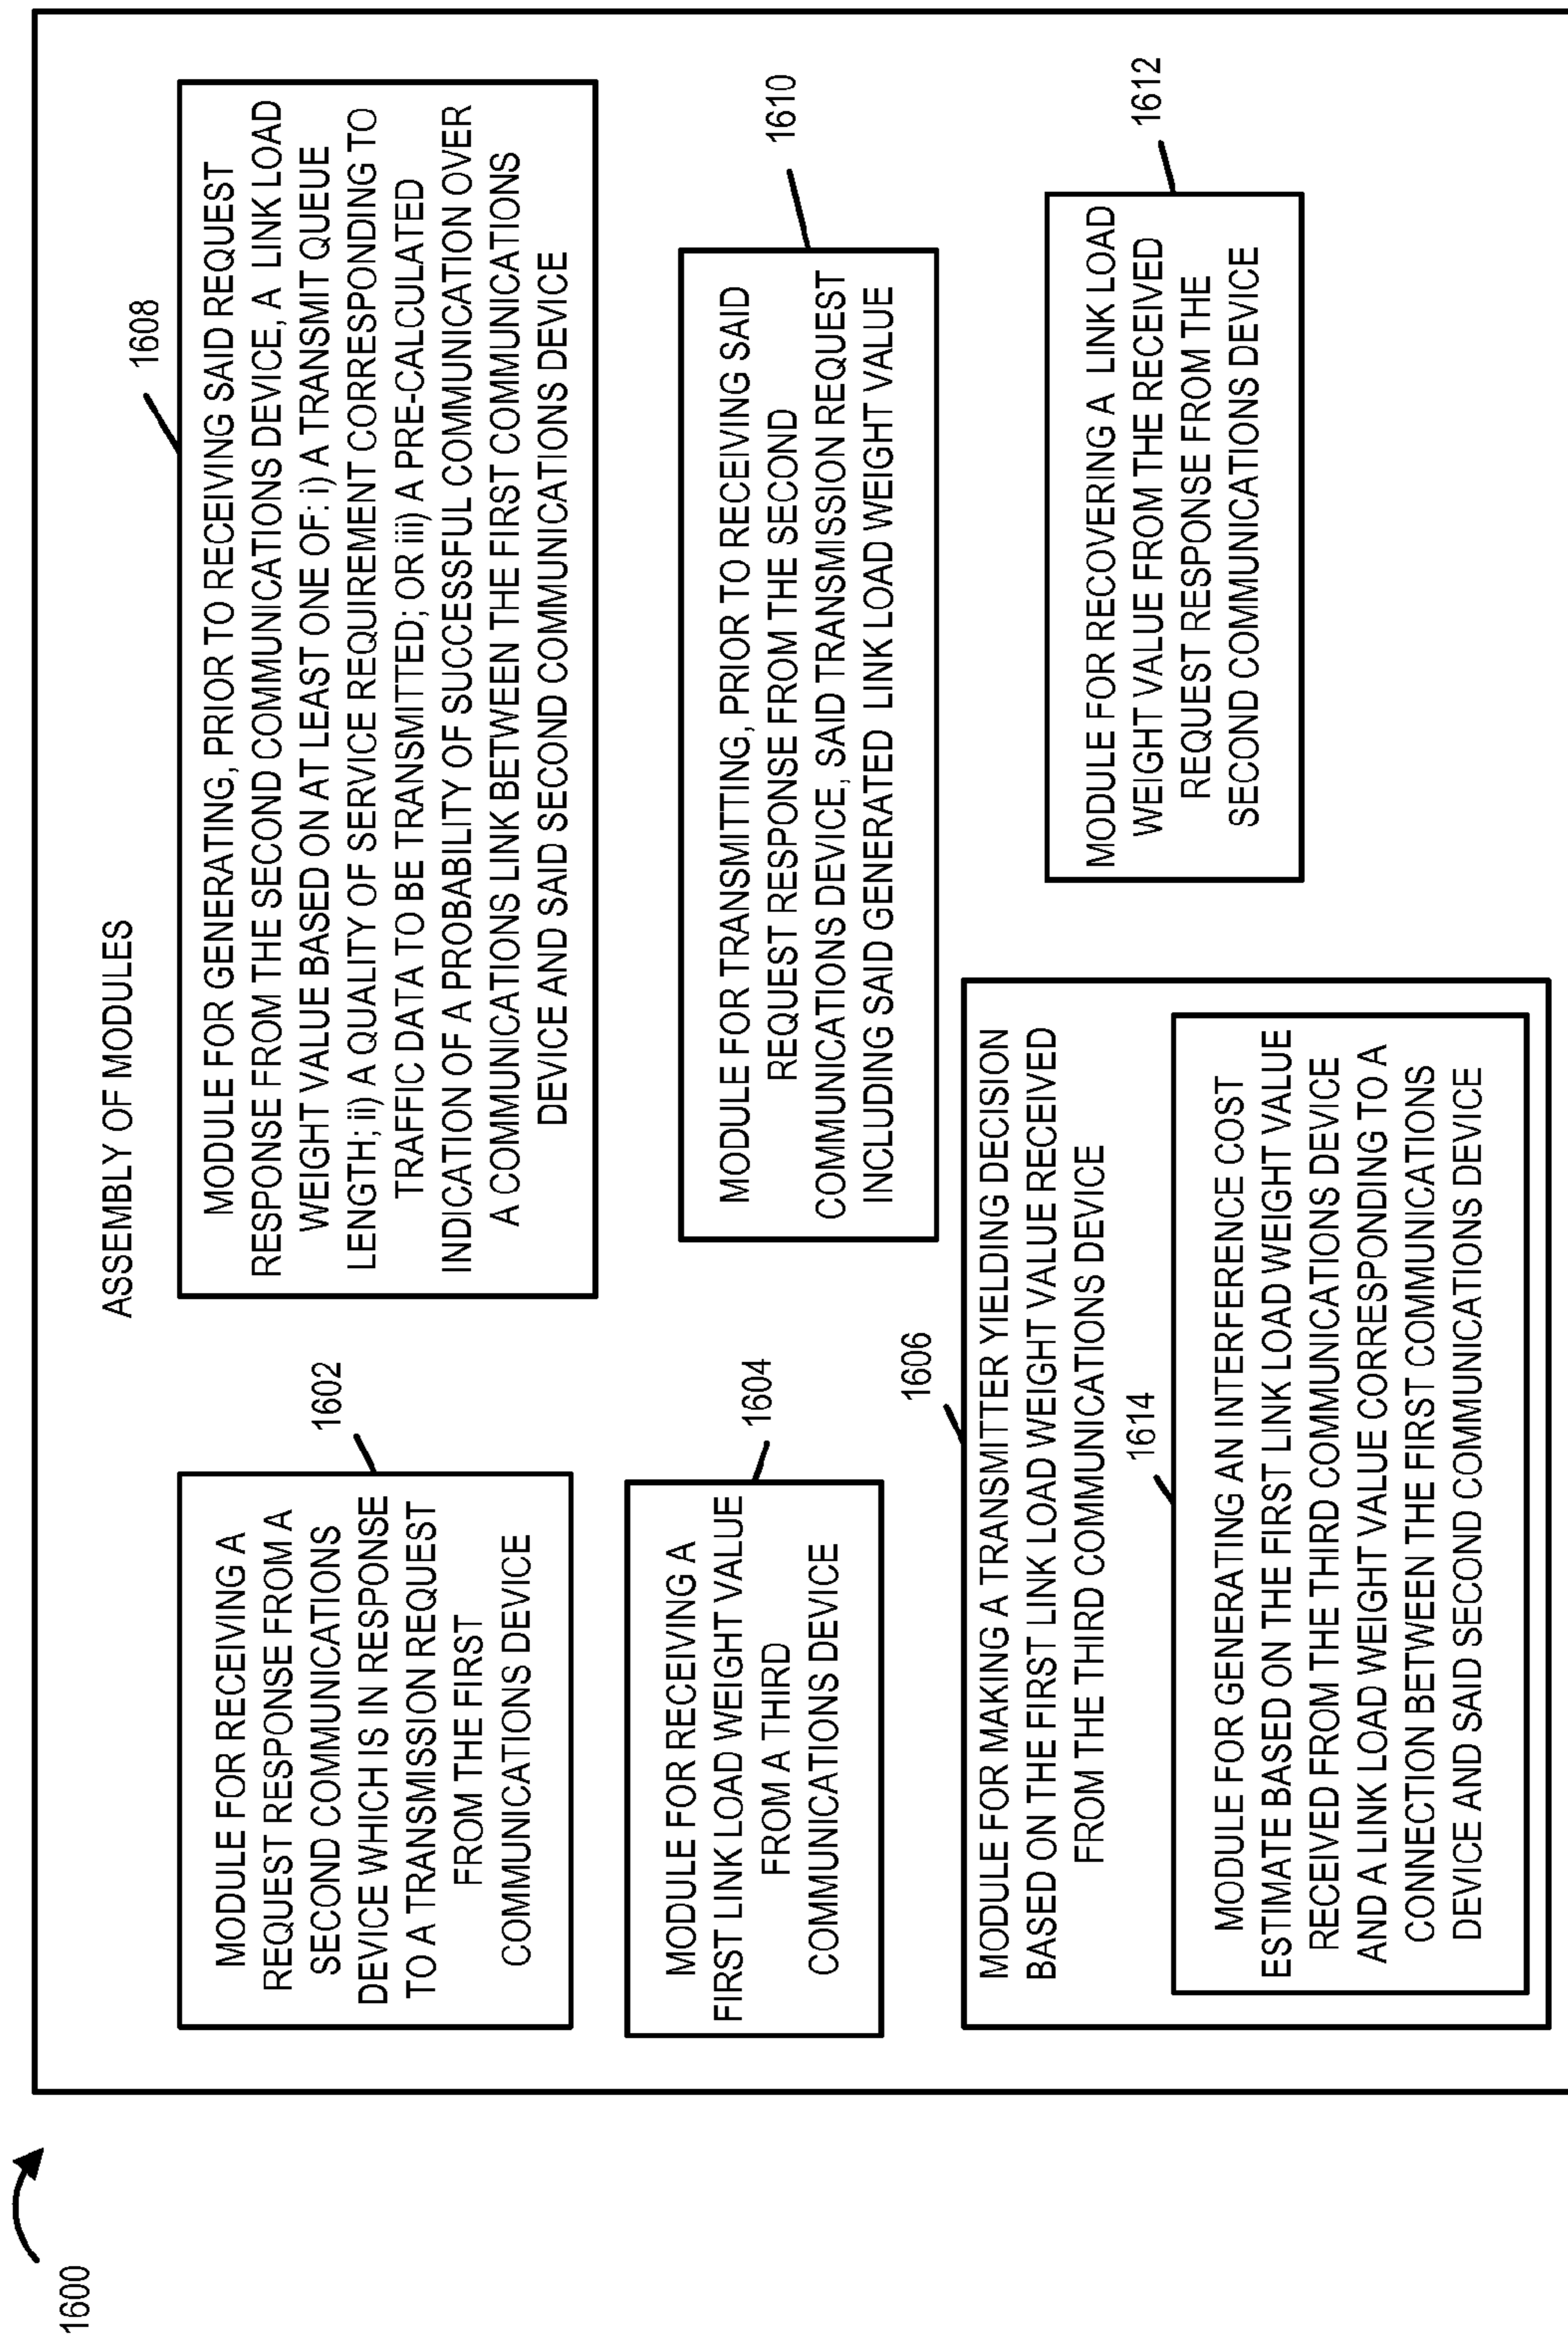 1600
ASSEMBLY OF MODULES
1602
MODULE FOR RECEIVING A
REQUEST RESPONSE FROM A
SECOND COMMUNICATIONS
DEVICE WHICH IS IN RESPONSE
TO A TRANSMISSION REQUEST
FROM THE FIRST
COMMUNICATIONS DEVICE
1604
MODULE FOR RECEIVING A
FIRST LINK LOAD WEIGHT VALUE
FROM A THIRD
COMMUNICATIONS DEVICE
1606
MODULE FOR MAKING A TRANSMITTER YIELDING DECISION
BASED ON THE FIRST LINK LOAD WEIGHT VALUE RECEIVED
FROM THE THIRD COMMUNICATIONS DEVICE
1614
MODULE FOR GENERATING AN INTERFERENCE COST
ESTIMATE BASED ON THE FIRST LINK LOAD WEIGHT VALUE
RECEIVED FROM THE THIRD COMMUNICATIONS DEVICE
AND A LINK LOAD WEIGHT VALUE CORRESPONDING TO A
CONNECTION BETWEEN THE FIRST COMMUNICATIONS
DEVICE AND SAID SECOND COMMUNICATIONS DEVICE
1608
MODULE FOR GENERATING, PRIOR TO RECEIVING SAID REQUEST
RESPONSE FROM THE SECOND COMMUNICATIONS DEVICE, A LINK LOAD
WEIGHT VALUE BASED ON AT LEAST ONE OF: i) A TRANSMIT QUEUE
LENGTH; ii) A QUALITY OF SERVICE REQUIREMENT CORRESPONDING TO
TRAFFIC DATA TO BE TRANSMITTED; OR iii) A PRE-CALCULATED
INDICATION OF A PROBABILITY OF SUCCESSFUL COMMUNICATION OVER
A COMMUNICATIONS LINK BETWEEN THE FIRST COMMUNICATIONS
DEVICE AND SAID SECOND COMMUNICATIONS DEVICE
1610
MODULE FOR TRANSMITTING, PRIOR TO RECEIVING SAID
REQUEST RESPONSE FROM THE SECOND
COMMUNICATIONS DEVICE, SAID TRANSMISSION REQUEST
INCLUDING SAID GENERATED LINK LOAD WEIGHT VALUE
1612
MODULE FOR RECOVERING A LINK LOAD
WEIGHT VALUE FROM THE RECEIVED
REQUEST RESPONSE FROM THE
SECOND COMMUNICATIONS DEVICE